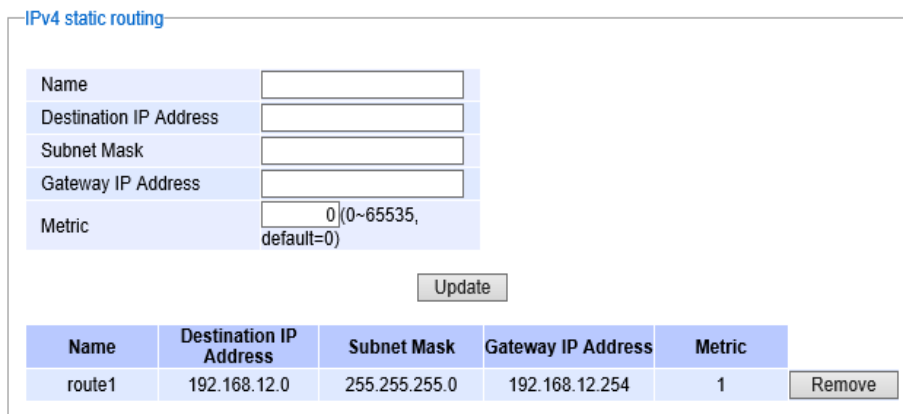 IPv4 static routing
Name
Destination IP Address
Subnet Mask
Gateway IP Address
Metric 0 (0~65535,
default=0)
Update
Name Destination IP Address Subnet Mask Gateway IP Address Metric
route1 192.168.12.0 255.255.255.0 192.168.12.254 1 Remove